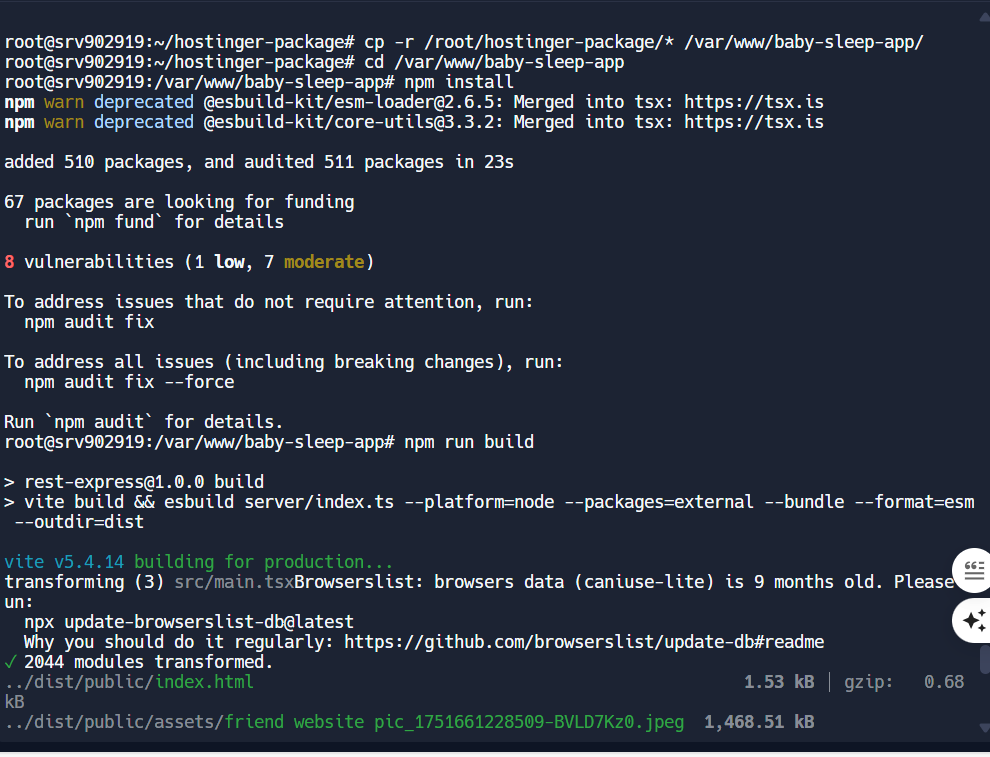 root@srv902919:~/hostinger-package# cp -r /root/hostinger-package/* /var/www/baby-sleep-app/
root@srv902919:~/hostinger-package# cd /var/www/baby-sleep-app
root@srv902919:/var/www/baby-sleep-app# npm install
npm warn deprecated @esbuild-kit/esm-loader@2.6.5: Merged into tsx: https://tsx.is
npm warn deprecated @esbuild-kit/core-utils@3.3.2: Merged into tsx: https://tsx.is
added 510 packages, and audited 511 packages in 23s
67 packages are looking for funding
run `npm fund` for details
8 vulnerabilities (1 low, 7 moderate)
To address issues that do not require attention, run:
npm audit fix
To address all issues (including breaking changes), run:
npm audit fix --force
Run `npm audit` for details.
root@srv902919:/var/www/baby-sleep-app# npm run build
> rest-express@1.0.0 build
> vite build && esbuild server/index.ts --platform=node --packages=external --bundle --format=esm
--outdir=dist
vite v5.4.14 building for production...
transforming (3) src/main.tsxBrowserslist: browsers data (caniuse-lite) is 9 months old. Please
un:
npx update-browserslist-db@latest
Why you should do it regularly: https://github.com/browserslist/update-db#readme
✓ 2044 modules transformed.
../dist/public/index.html 1.53 kB │ gzip: 0.68
kB
../dist/public/assets/friend website pic_1751661228509-BVLD7Kz0.jpeg 1,468.51 kB